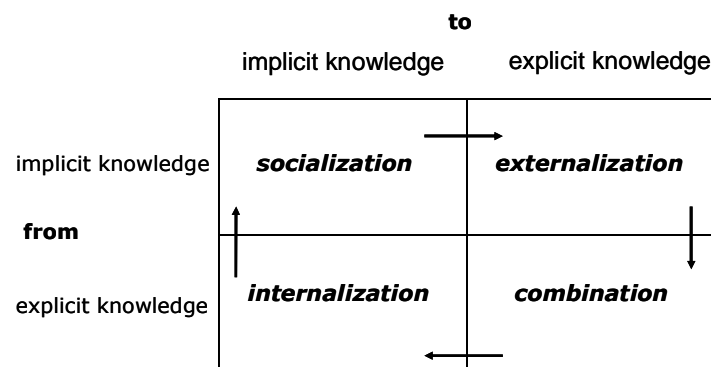 to
implicit knowledge explicit knowledge
implicit knowledge socialization externalization
from
explicit knowledge internalization combination